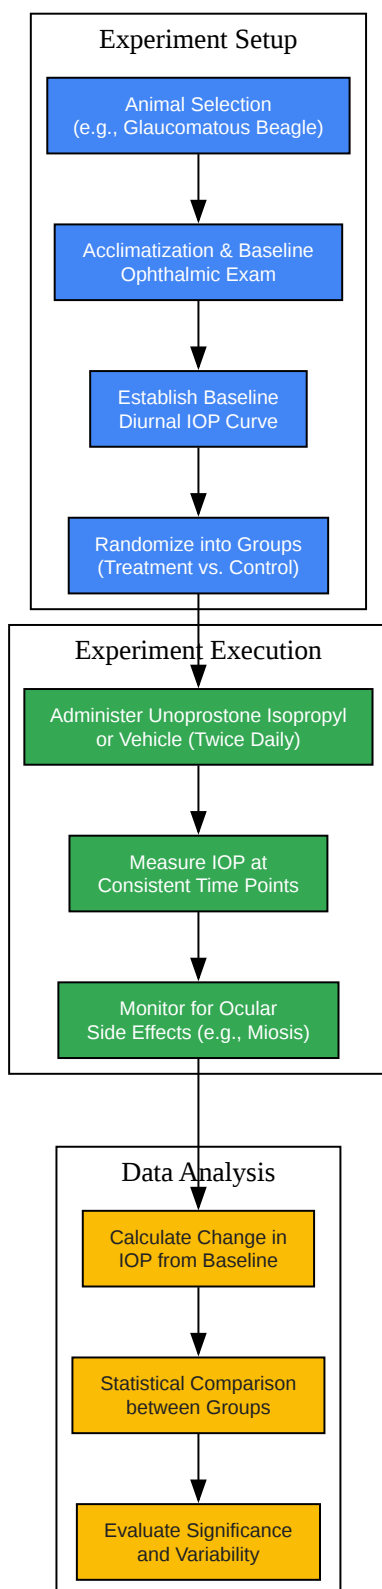 Experiment Setup
Animal Selection
(e.g., Glaucomatous Beagle)
Acclimatization & Baseline
Ophthalmic Exam
Establish Baseline
Diurnal IOP Curve
Randomize into Groups
(Treatment vs. Control)
Experiment Execution
Administer Unoprostone Isopropyl
or Vehicle (Twice Daily)
Measure IOP at
Consistent Time Points
Monitor for Ocular
Side Effects (e.g., Miosis)
Data Analysis
Calculate Change in
IOP from Baseline
Statistical Comparison
between Groups
Evaluate Significance
and Variability